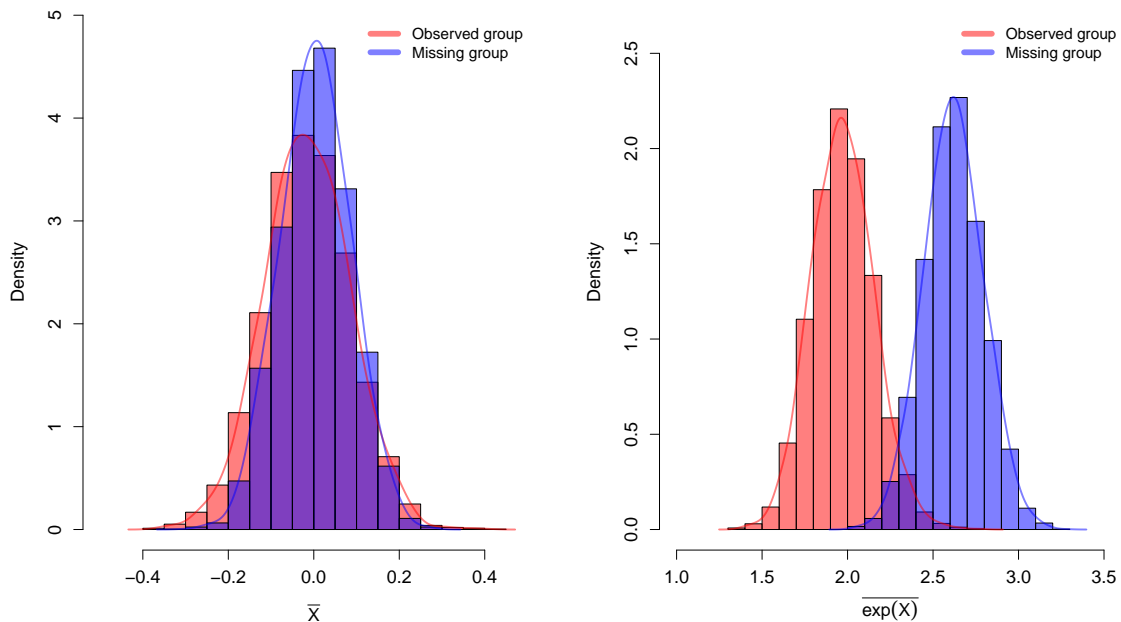 Observed group
Missing group
Density
5
4
3
2
1
0
−0.4 −0.2 0.0 0.2 0.4
X̅
Observed group
Missing group
Density
2.5
2.0
1.5
1.0
0.5
0.0
1.0 1.5 2.0 2.5 3.0 3.5
exp(X)